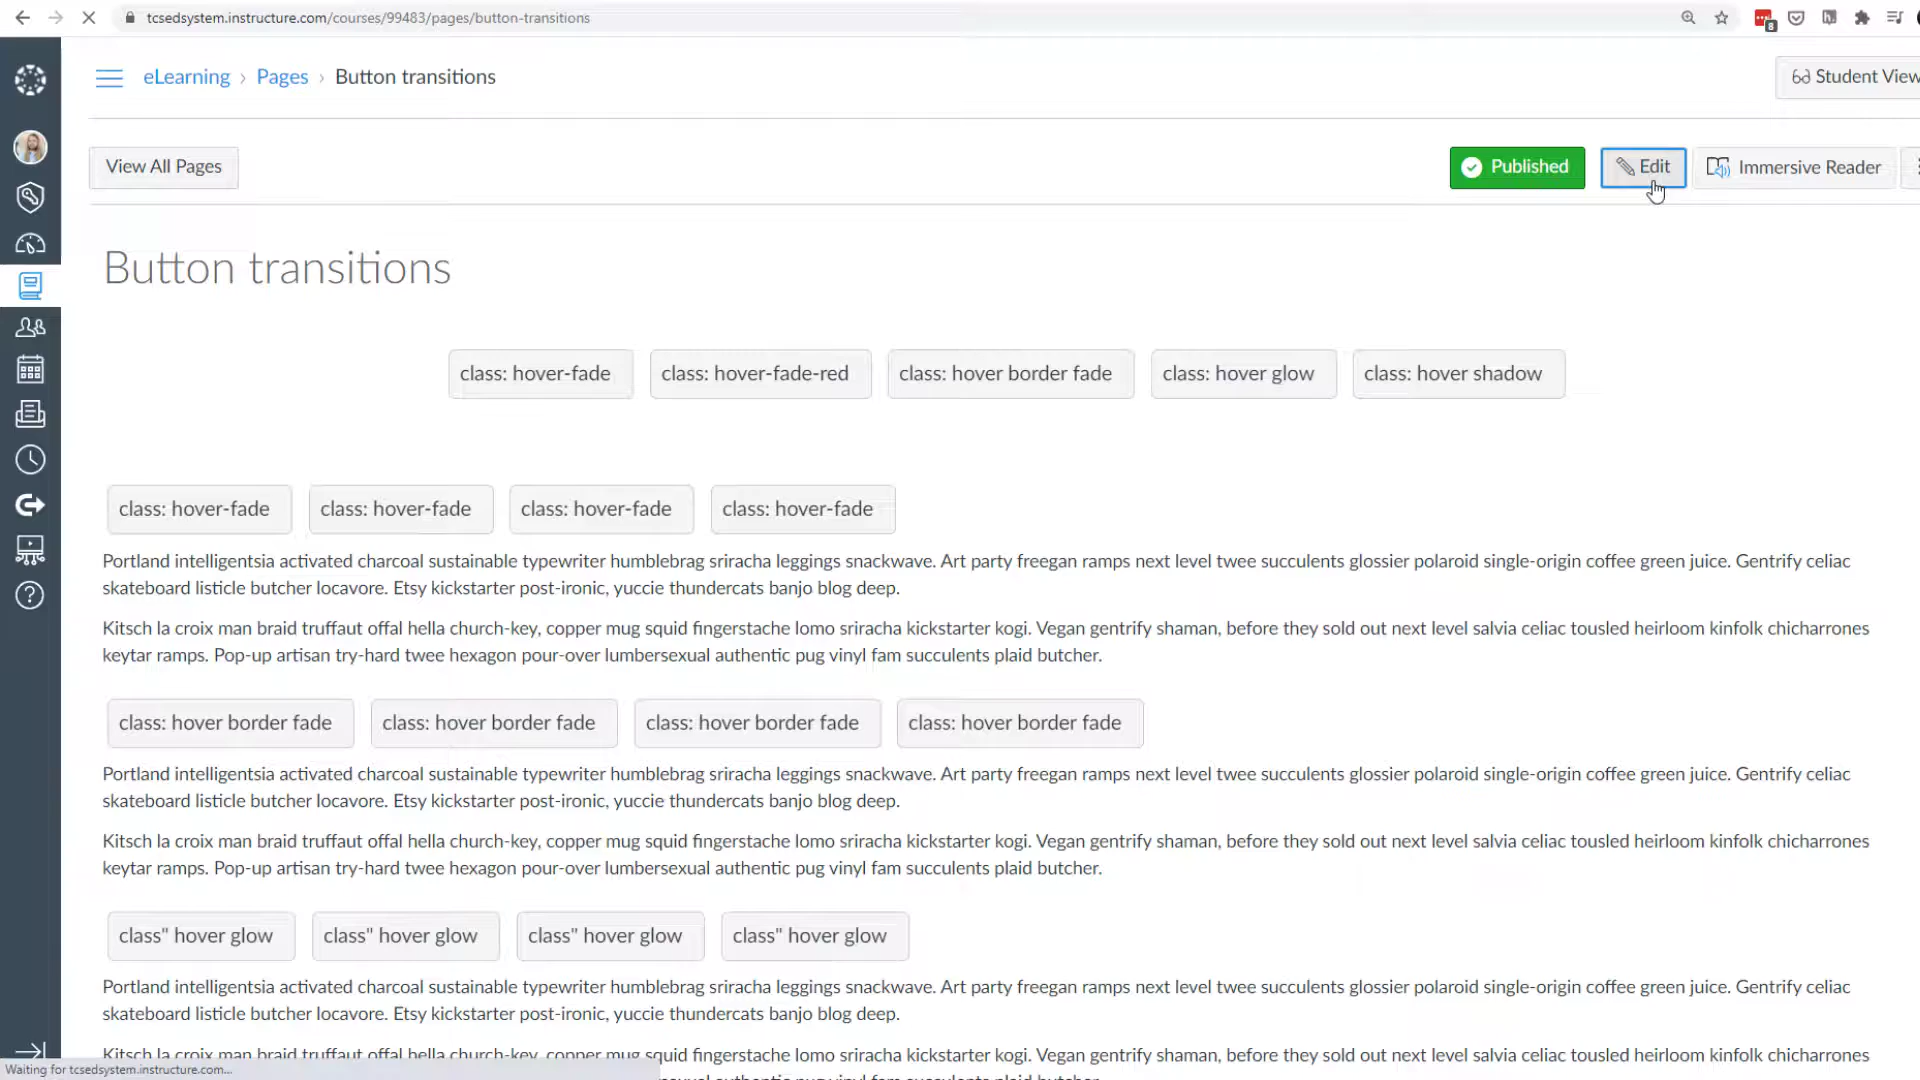 tcsedsystem.instructure.com/courses/99483/pages/button-transitions
8
eLearning › Pages › Button transitions
Student View
View All Pages
Published
Edit
Immersive Reader
Button transitions
class: hover-fade
class: hover-fade-red
class: hover border fade
class: hover glow
class: hover shadow
class: hover-fade
class: hover-fade
class: hover-fade
class: hover-fade
Portland intelligentsia activated charcoal sustainable typewriter humblebrag sriracha leggings snackwave. Art party freegan ramps next level twee succulents glossier polaroid single-origin coffee green juice. Gentrify celiac
skateboard listicle butcher locavore. Etsy kickstarter post-ironic, yuccie thundercats banjo blog deep.
Kitsch la croix man braid truffaut offal hella church-key, copper mug squid fingerstache lomo sriracha kickstarter kogi. Vegan gentrify shaman, before they sold out next level salvia celiac tousled heirloom kinfolk chicharrones
keytar ramps. Pop-up artisan try-hard twee hexagon pour-over lumbersexual authentic pug vinyl fam succulents plaid butcher.
class: hover border fade
class: hover border fade
class: hover border fade
class: hover border fade
Portland intelligentsia activated charcoal sustainable typewriter humblebrag sriracha leggings snackwave. Art party freegan ramps next level twee succulents glossier polaroid single-origin coffee green juice. Gentrify celiac
skateboard listicle butcher locavore. Etsy kickstarter post-ironic, yuccie thundercats banjo blog deep.
Kitsch la croix man braid truffaut offal hella church-key, copper mug squid fingerstache lomo sriracha kickstarter kogi. Vegan gentrify shaman, before they sold out next level salvia celiac tousled heirloom kinfolk chicharrones
keytar ramps. Pop-up artisan try-hard twee hexagon pour-over lumbersexual authentic pug vinyl fam succulents plaid butcher.
class" hover glow
class" hover glow
class" hover glow
class" hover glow
Portland intelligentsia activated charcoal sustainable typewriter humblebrag sriracha leggings snackwave. Art party freegan ramps next level twee succulents glossier polaroid single-origin coffee green juice. Gentrify celiac
skateboard listicle butcher locavore. Etsy kickstarter post-ironic, yuccie thundercats banjo blog deep.
Kitsch la croix man braid truffaut offal hella church-key, copper mug squid fingerstache lomo sriracha kickstarter kogi. Vegan gentrify shaman, before they sold out next level salvia celiac tousled heirloom kinfolk chicharrones
Waiting for tcsedsystem.instructure.com...